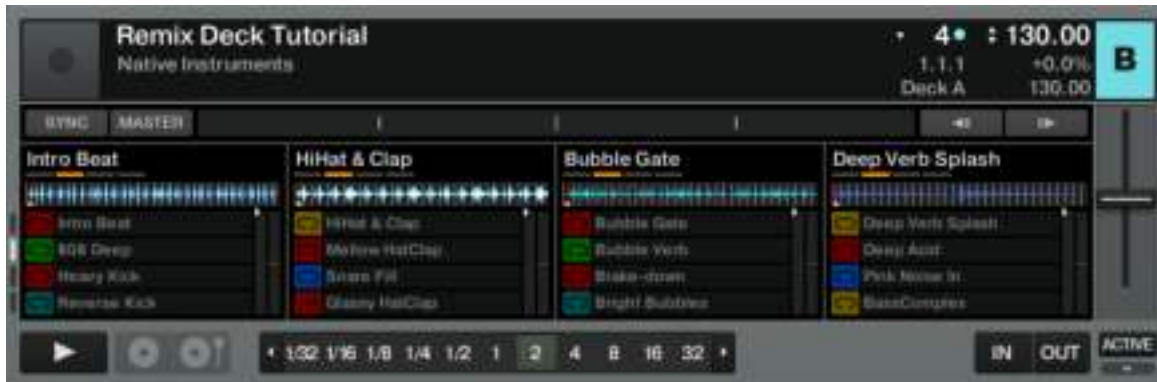 Remix Deck Tutorial
Native Instruments
4
130.00
B
1.1.1
+0.0%
Deck A
130.00
SYNC
MASTER
Intro Beat
HiHat & Clap
Bubble Gate
Deep Verb Splash
Intro Beat
HiHat & Clap
Bubble Gate
Deep Verb Splash
808 Deep
Mellow HatClap
Bubble Verb
Deep Acid
Heavy Kick
Snare Fill
Brake-down
Pink Noise In
Reverse Kick
Glassy HatClap
Bright Bubbles
BassComplex
1/32 1/16 1/8 1/4 1/2 1 2 4 8 16 32
IN
OUT
ACTIVE